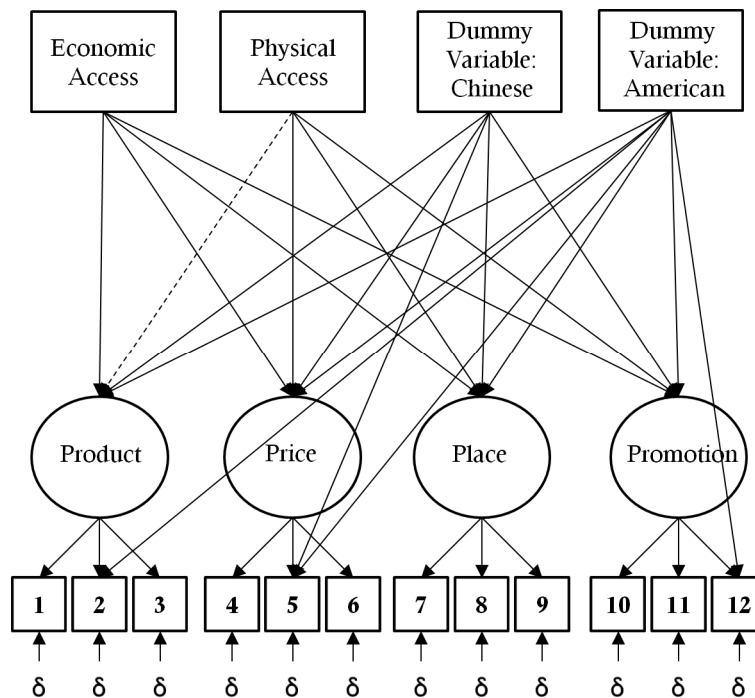 Economic
Access
Physical
Access
Dummy
Variable:
Chinese
Dummy
Variable:
American
Product
Price
Place
Promotion
1 2 3 4 5 6 7 8 9 10 11 12
δ δ δ δ δ δ δ δ δ δ δ δ